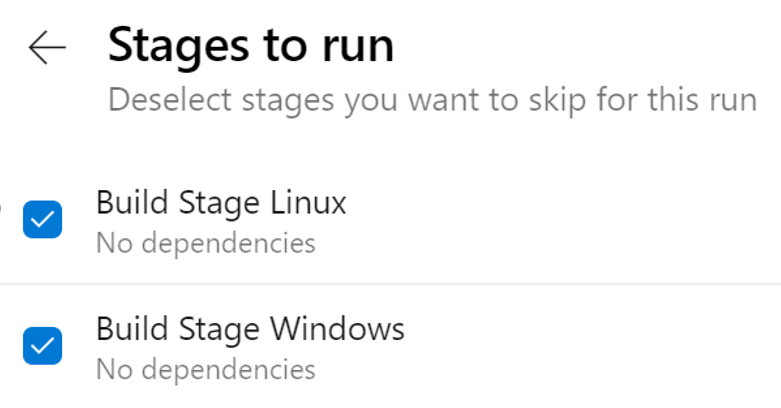 Stages to run
Deselect stages you want to skip for this run
Build Stage Linux
No dependencies
Build Stage Windows
No dependencies